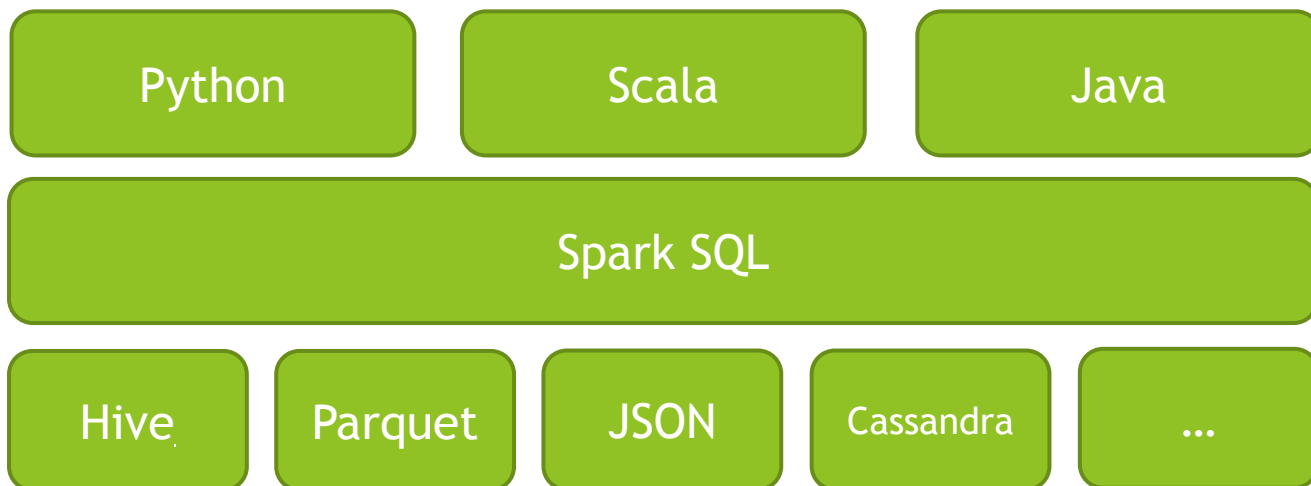 Python Scala Java
Spark SQL
Hive Parquet JSON Cassandra …